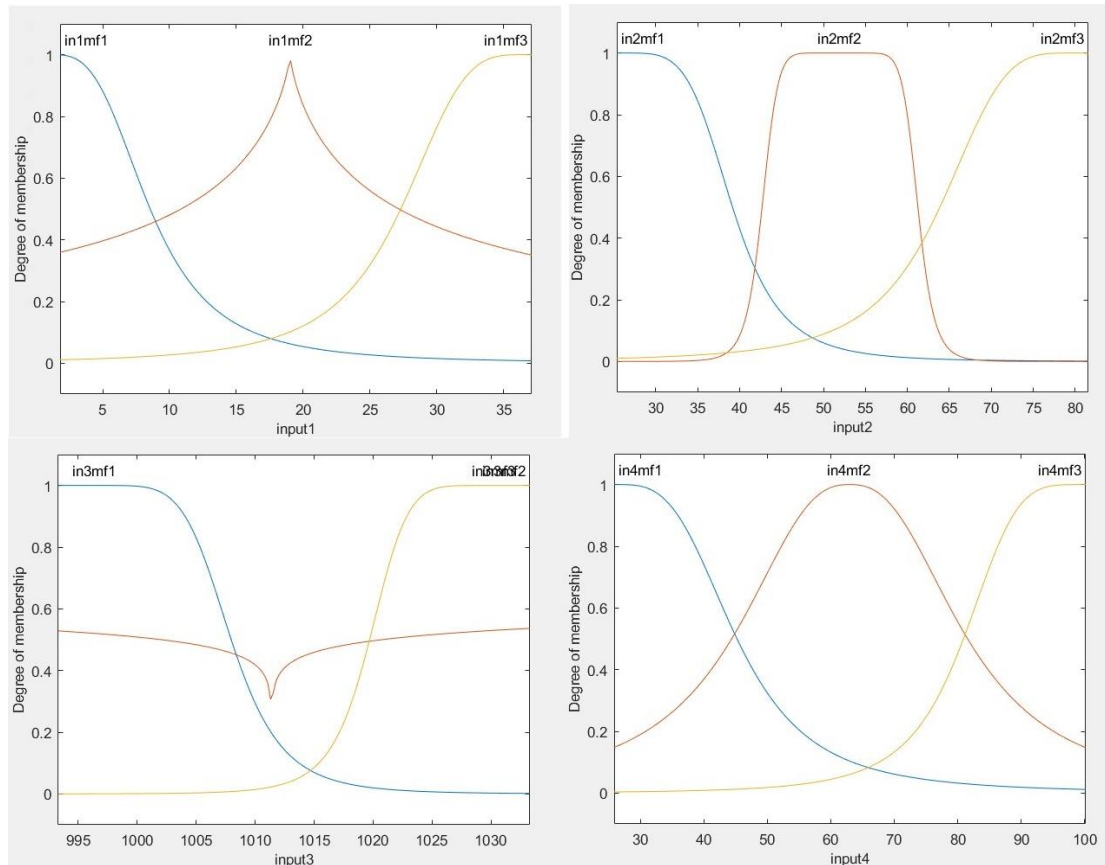 in1mf1 in1mf2 in1mf3
1
0.8
0.6
0.4
0.2
0
Degree of membership
5 10 15 20 25 30 35
input1
in2mf1 in2mf2 in2mf3
1
0.8
0.6
0.4
0.2
0
Degree of membership
30 35 40 45 50 55 60 65 70 75 80
input2
in3mf1
1
0.8
0.6
0.4
0.2
0
Degree of membership
995 1000 1005 1010 1015 1020 1025 1030
input3
in4mf1 in4mf2 in4mf3
1
0.8
0.6
0.4
0.2
0
Degree of membership
30 40 50 60 70 80 90 100
input4